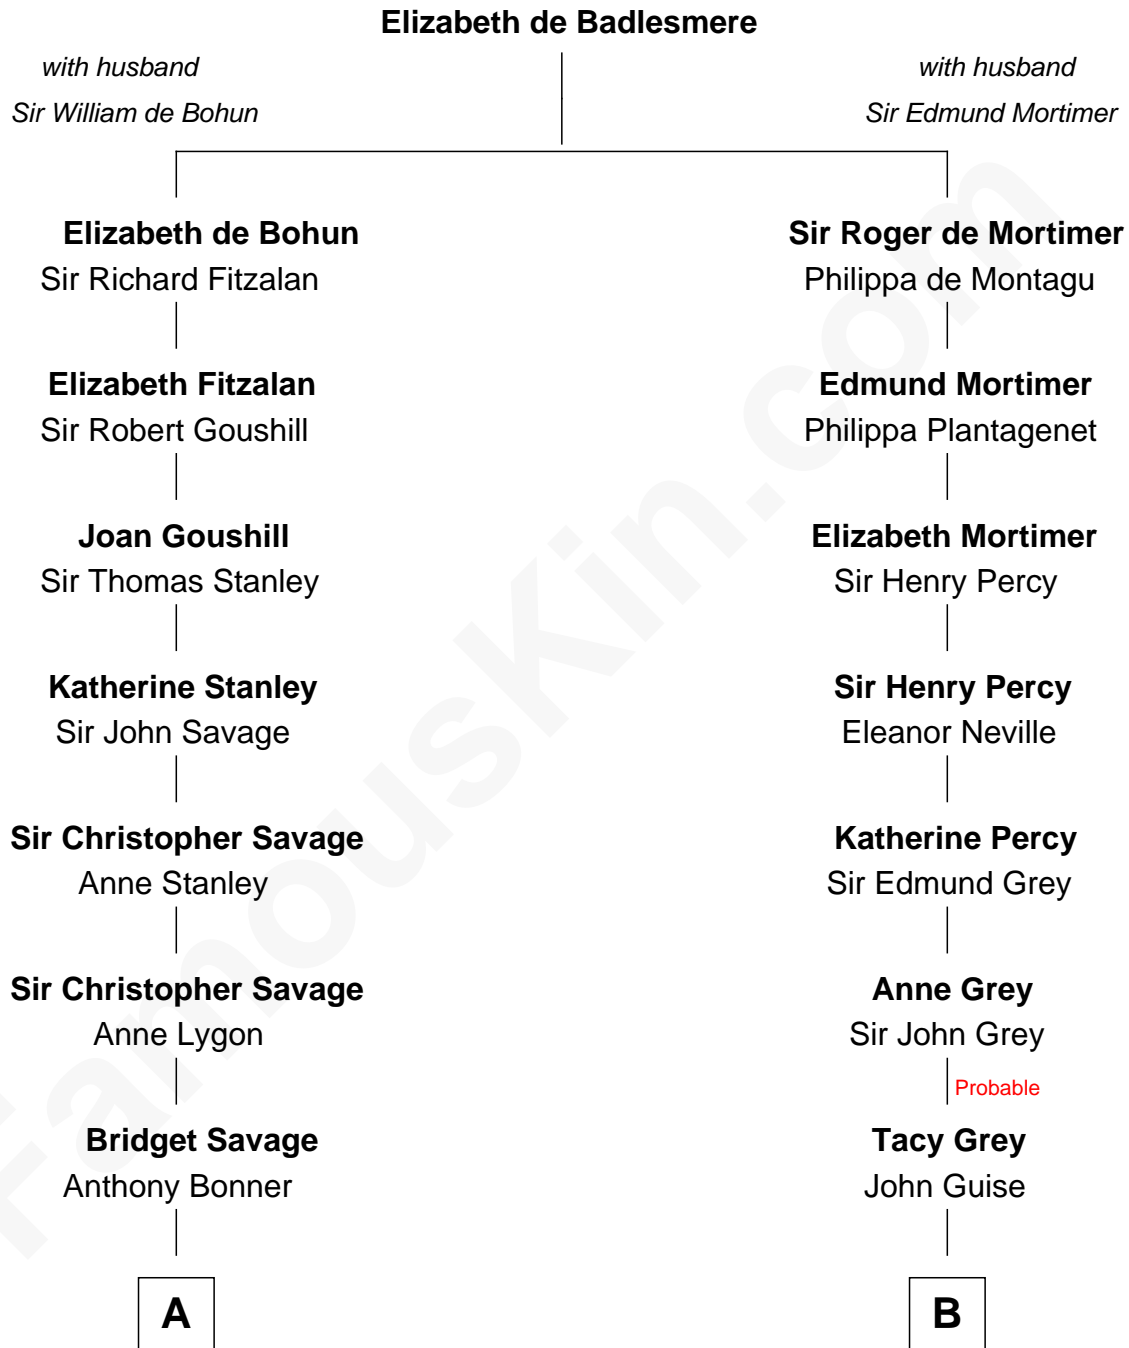 Elizabeth de Badlesmere
with husband
Sir William de Bohun
with husband
Sir Edmund Mortimer
Elizabeth de Bohun
Sir Richard Fitzalan
Sir Roger de Mortimer
Philippa de Montagu
Elizabeth Fitzalan
Sir Robert Goushill
Edmund Mortimer
Philippa Plantagenet
Joan Goushill
Sir Thomas Stanley
Elizabeth Mortimer
Sir Henry Percy
Katherine Stanley
Sir John Savage
Sir Henry Percy
Eleanor Neville
Sir Christopher Savage
Anne Stanley
Katherine Percy
Sir Edmund Grey
Sir Christopher Savage
Anne Lygon
Anne Grey
Sir John Grey
Probable
Bridget Savage
Anthony Bonner
Tacy Grey
John Guise
A
B
FamousKin.com